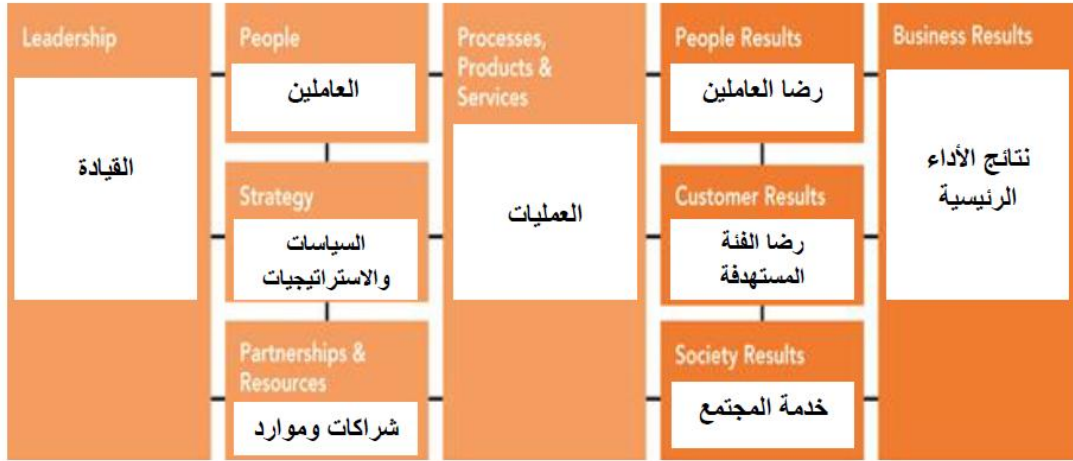 Leadership
القيادة
People
العاملين
Strategy
السياسات
والاستراتيجيات
Partnerships &
Resources
شراكات وموارد
Processes,
Products &
Services
العمليات
People Results
رضا العاملين
Customer Results
رضا الفئة
المستهدفة
Society Results
خدمة المجتمع
Business Results
نتائج الأداء
الرئيسية